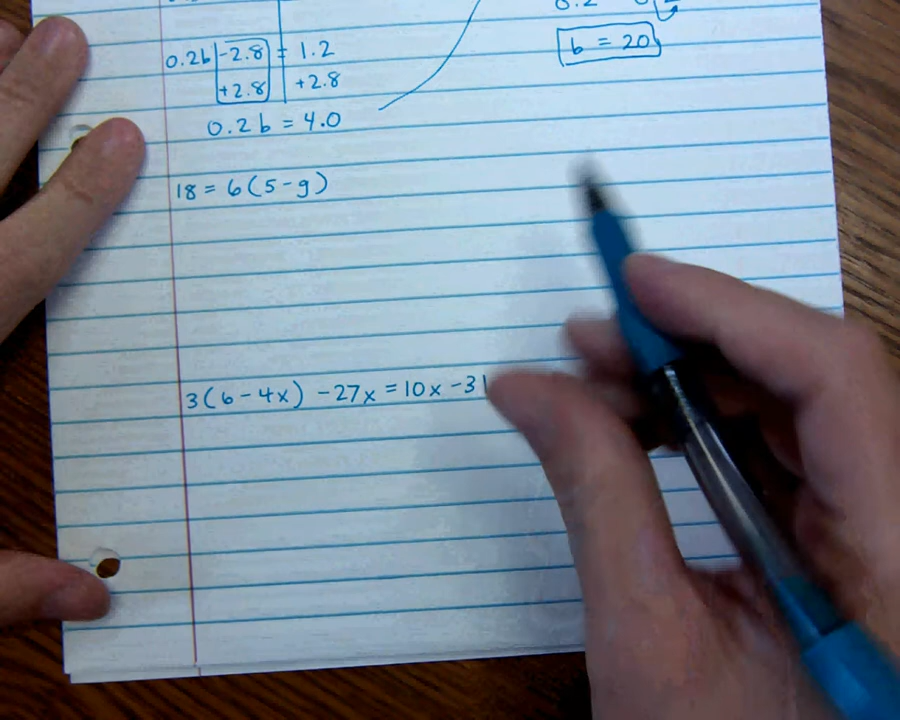 0.2b -2.8 = 1.2
+2.8 +2.8
0.2b = 4.0
b = 20
18 = 6(5-g)
3(6-4x) -27x = 10x -31